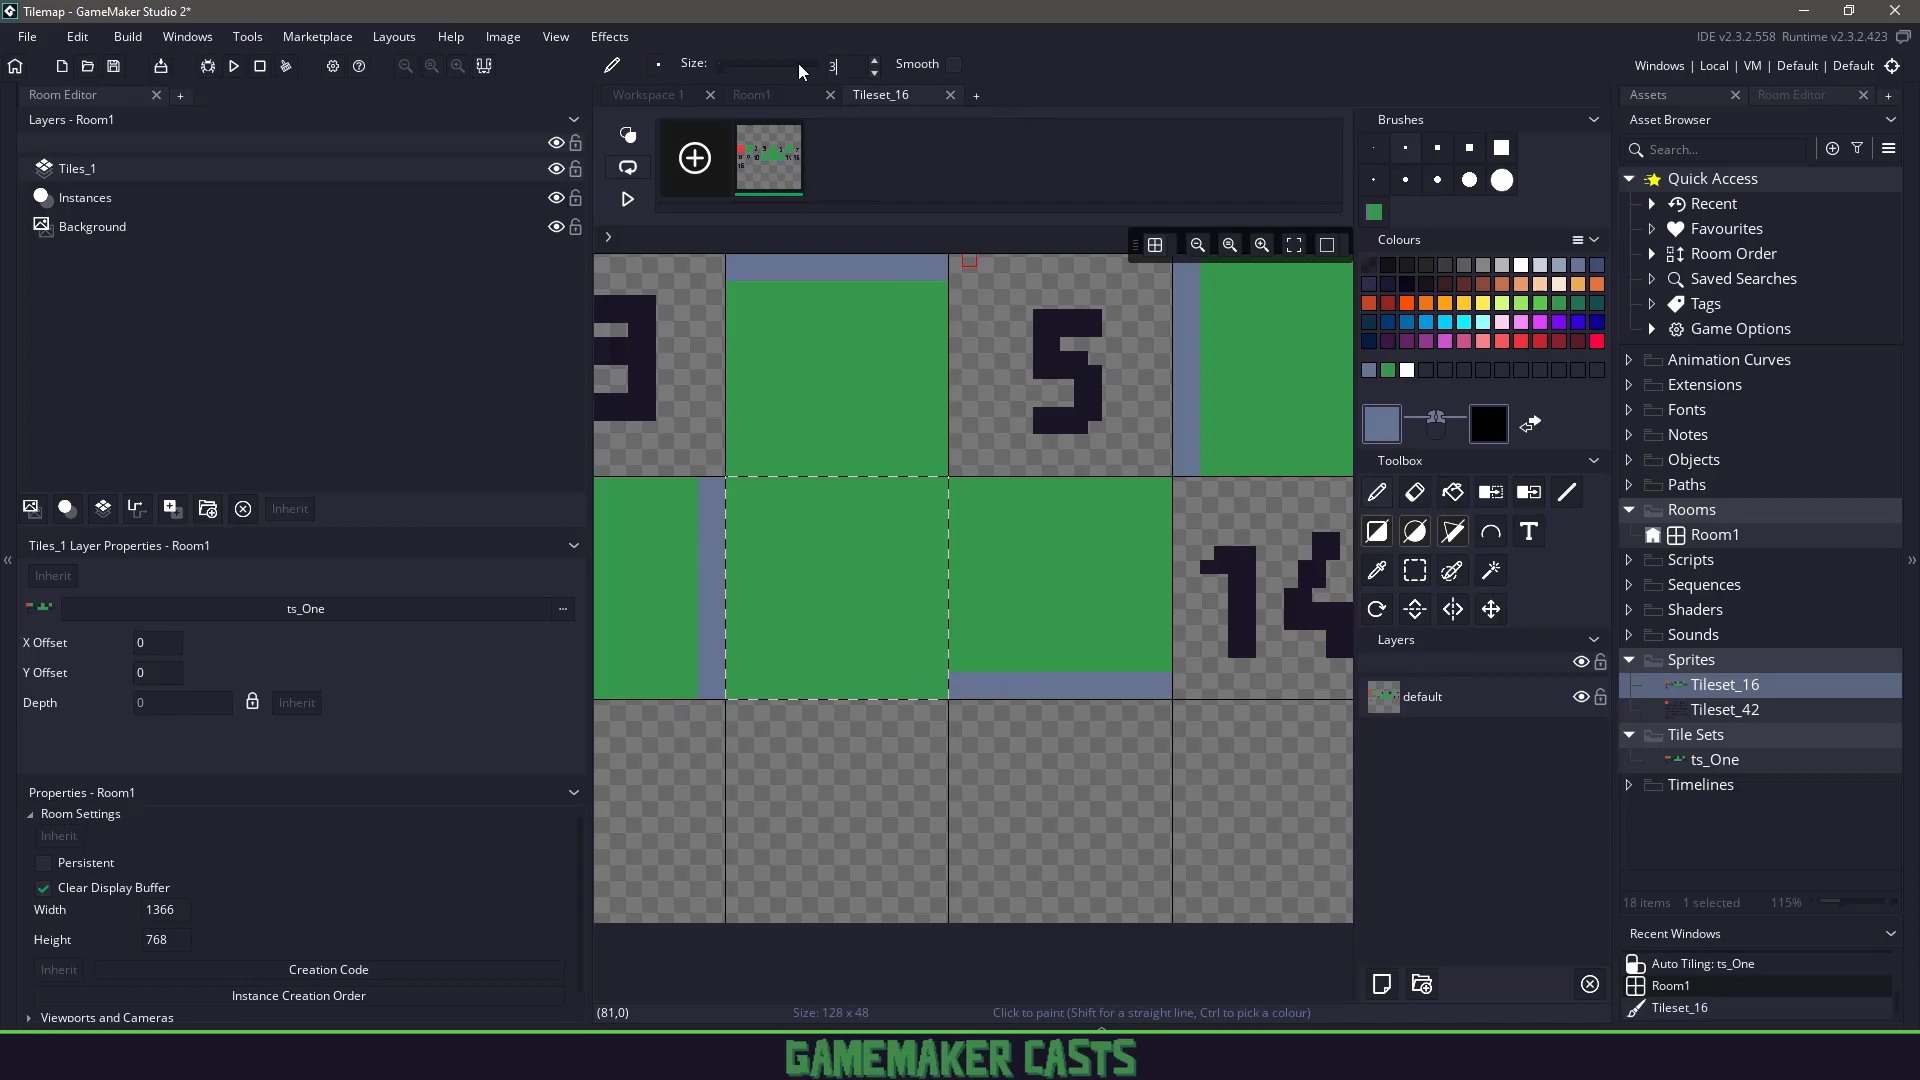 Tilemap - GameMaker Studio 2*
File Edit Build Windows Tools Marketplace Layouts Help Image View Effects
IDE v2.3.2.558 Runtime v2.3.2.423
Size: 3 Smooth
Windows | Local | VM | Default | Default
Room Editor
Workspace 1 Room1 Tileset_16
Assets Room Editor
Layers - Room1
Tiles_1
Instances
Background
Inherit
Tiles_1 Layer Properties - Room1
Inherit
ts_One
X Offset 0
Y Offset 0
Depth 0 Inherit
Properties - Room1
Room Settings
Inherit
Persistent
Clear Display Buffer
Width 1366
Height 768
Inherit Creation Code
Instance Creation Order
Viewports and Cameras
3 5
14
(81,0) Size: 128 x 48 Click to paint (Shift for a straight line, Ctrl to pick a colour)
Brushes
Colours
Toolbox
T
Layers
default
Asset Browser
Search...
Quick Access
Recent
Favourites
Room Order
Saved Searches
Tags
Game Options
Animation Curves
Extensions
Fonts
Notes
Objects
Paths
Rooms
Room1
Scripts
Sequences
Shaders
Sounds
Sprites
Tileset_16
Tileset_42
Tile Sets
ts_One
Timelines
18 items 1 selected 115%
Recent Windows
Auto Tiling: ts_One
Room1
Tileset_16
GAMEMAKER CASTS